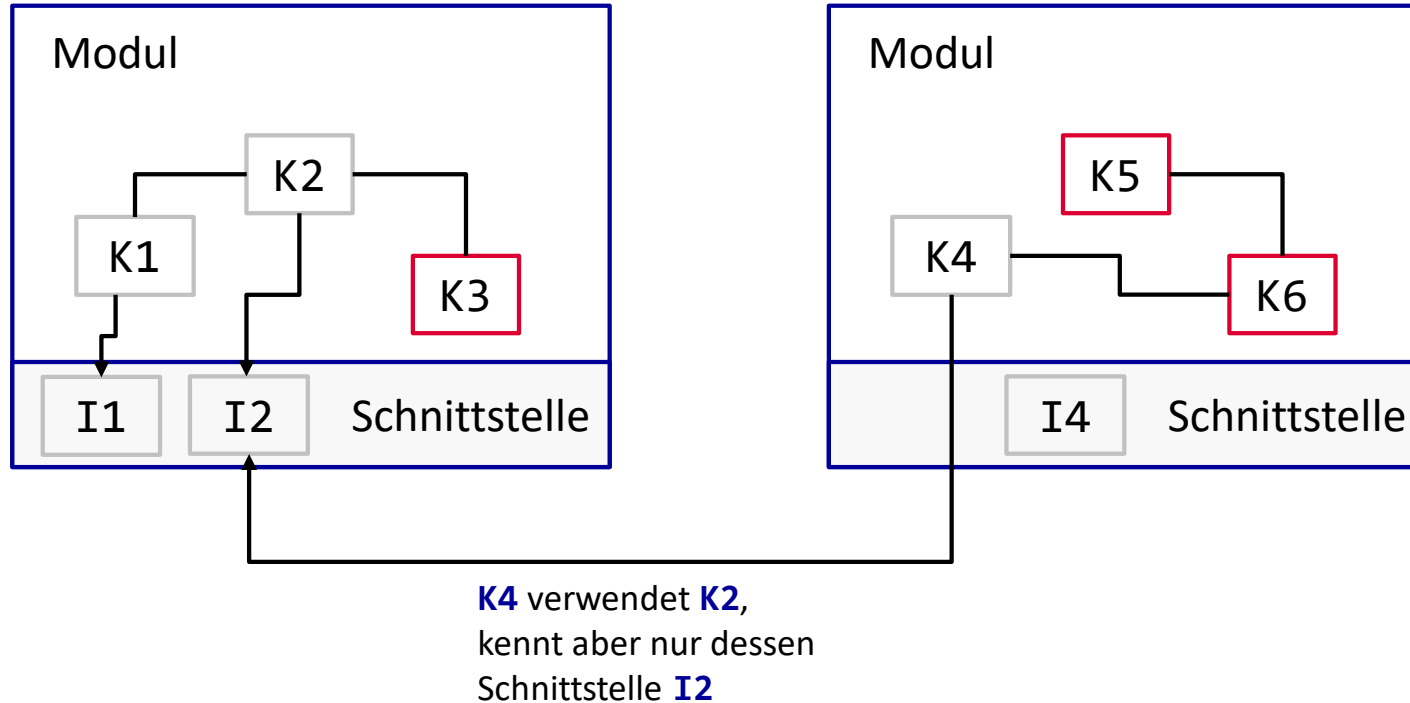 Modul
K2
K1
K3
I1
I2
Schnittstelle
Modul
K5
K4
K6
I4
Schnittstelle
K4 verwendet K2,
kennt aber nur dessen
Schnittstelle I2